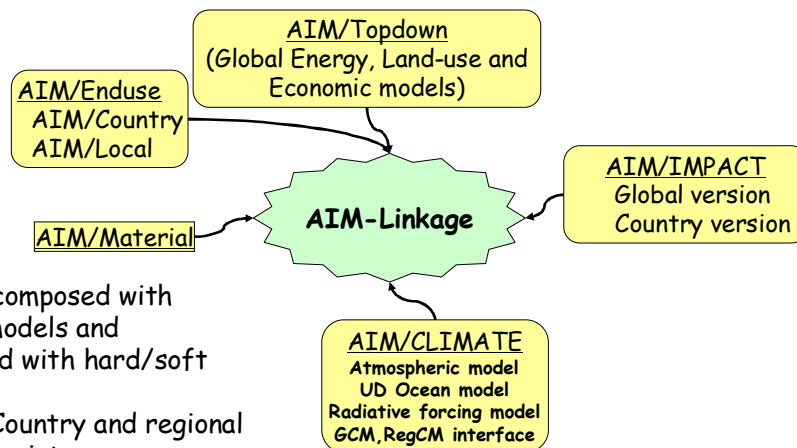 AIM/Topdown
(Global Energy, Land-use and
Economic models)
AIM/Enduse
AIM/Country
AIM/Local
AIM/IMPACT
Global version
Country version
AIM-Linkage
AIM/Material
composed with
odels and
d with hard/soft
Country and regional
AIM/CLIMATE
Atmospheric model
UD Ocean model
Radiative forcing model
GCM,RegCM interface